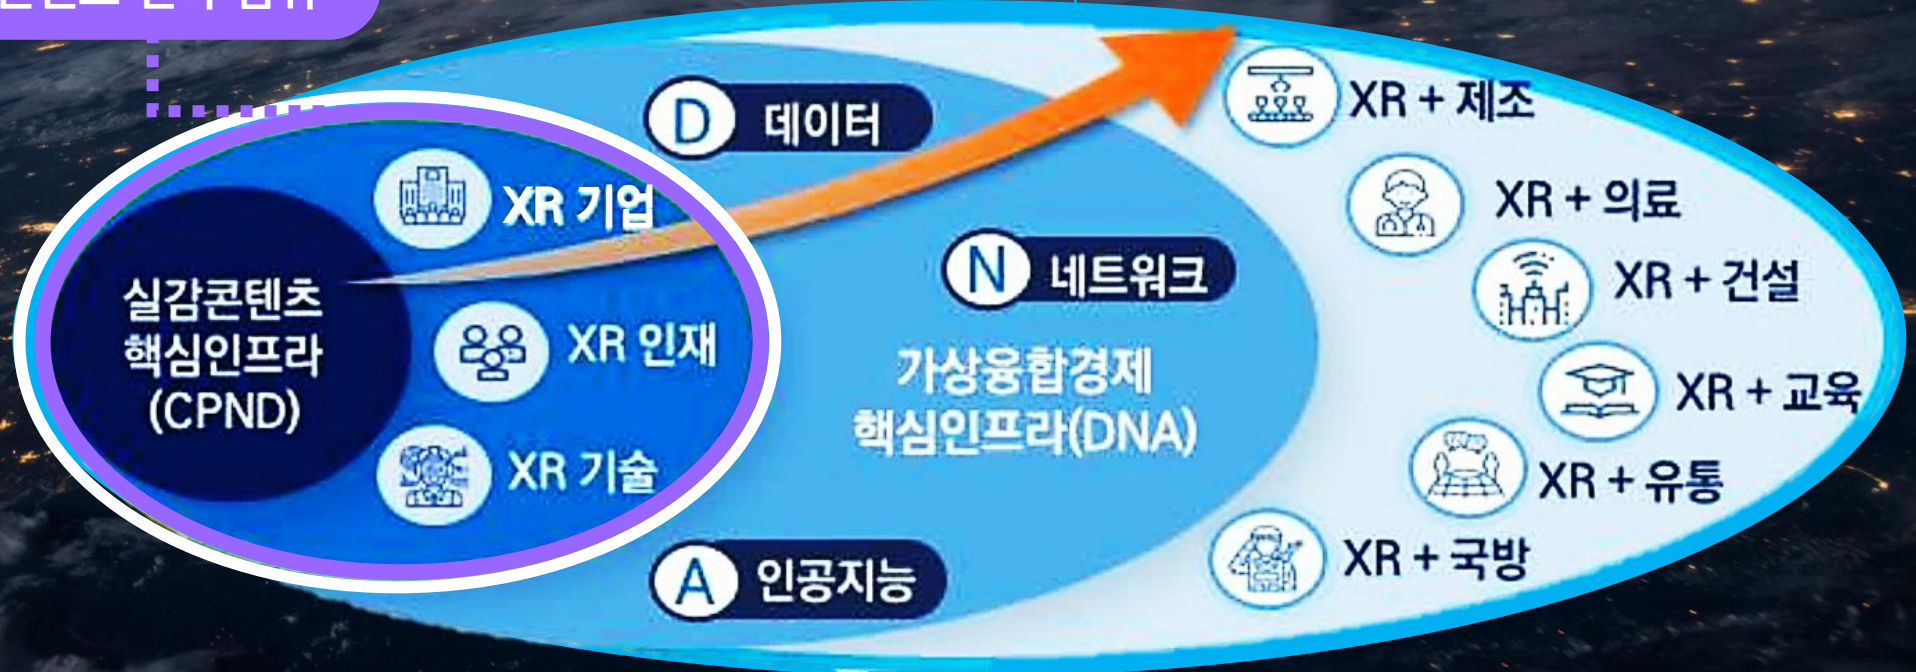 실감콘텐츠
핵심인프라
(CPND)
XR 기업
XR 인재
XR 기술
D 데이터
N 네트워크
가상융합경제
핵심인프라(DNA)
A 인공지능
XR + 제조
XR + 의료
XR + 건설
XR + 교육
XR + 유통
XR + 국방